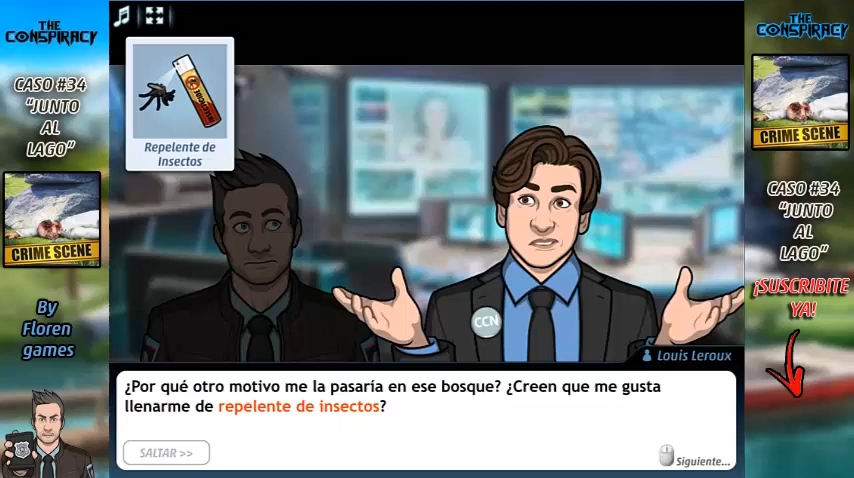 THE
CONSPIRACY
CASO #34
"JUNTO
AL
LAGO"
CRIME SCENE
By
Floren
games
Repelente de
Insectos
CCN
Louis Leroux
¿Por qué otro motivo me la pasaría en ese bosque? ¿Creen que me gusta
llenarme de repelente de insectos?
SALTAR >>
Siguiente...
THE
CONSPIRACY
CRIME SCENE
CASO #34
"JUNTO
AL
LAGO"
¡SUSCRIBITE
YA!